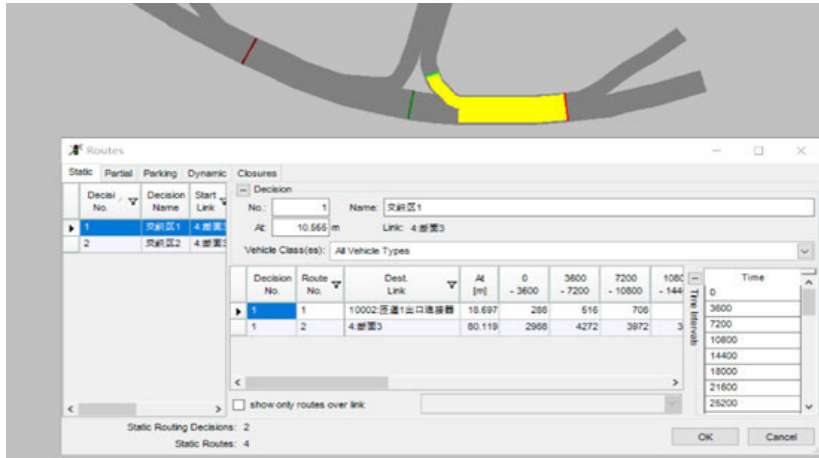 Routes
Static Partial Parking Dynamic Closures
Decisi No. Decision Name Start Link
1 交织区1 4:断面3
2 交织区2 4:断面3
Decision
No.: 1 Name: 交织区1
At: 10.555 m Link: 4:断面3
Vehicle Class(es): All Vehicle Types
Decision No. Route No. Dest. Link At [m] 0 - 3600 3600 - 7200 7200 - 10800 1080 - 144
1 1 10002:匝道1出口连接器 18.697 288 516 708
1 2 4:断面3 80.119 2988 4272 3972 3
Time Intervals
Time
0
3600
7200
10800
14400
18000
21600
25200
show only routes over link
Static Routing Decisions: 2
Static Routes: 4
OK Cancel